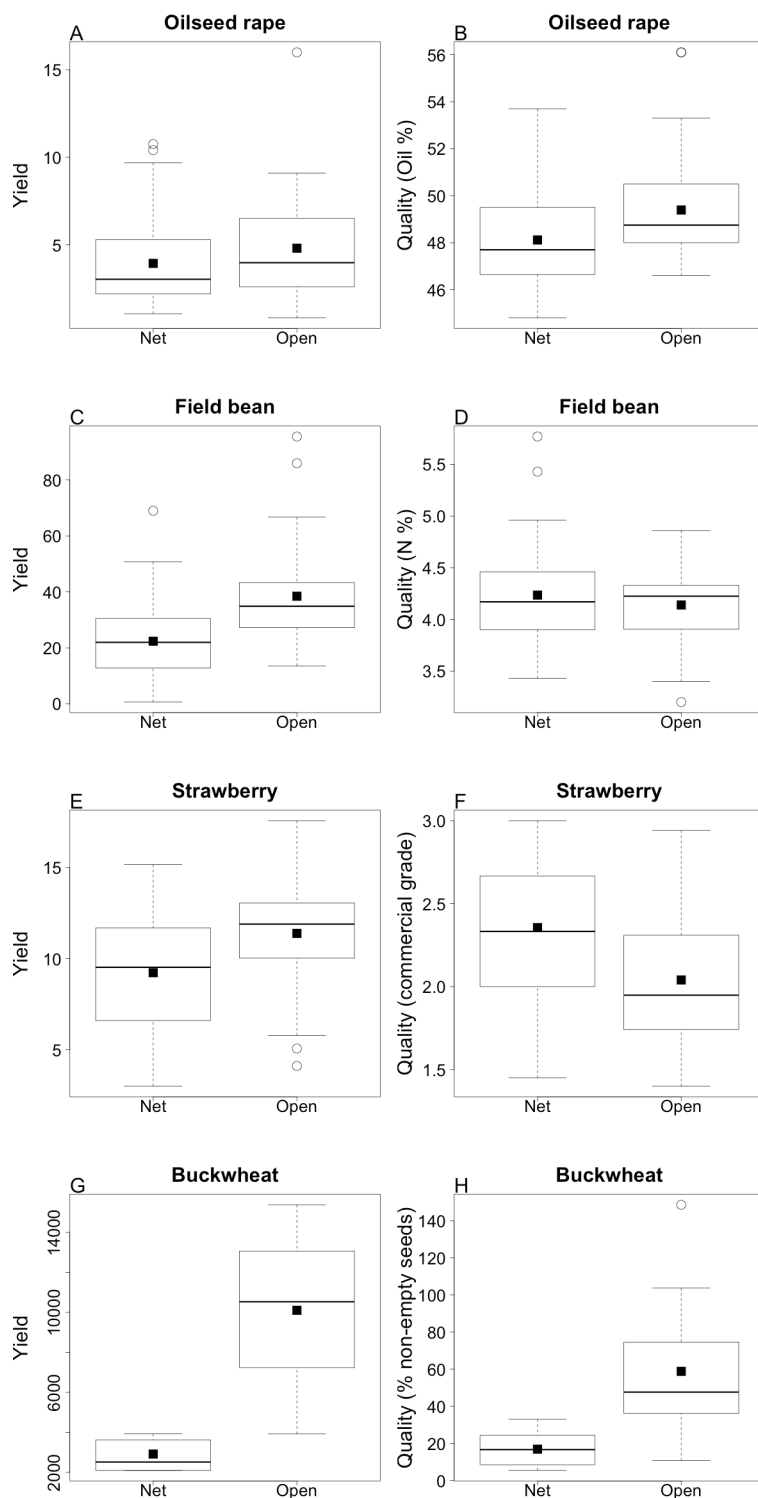 A
Oilseed rape
Yield
15
10
5
Net
Open
B
Oilseed rape
Quality (Oil %)
56
54
52
50
48
46
Net
Open
C
Field bean
Yield
80
60
40
20
0
Net
Open
D
Field bean
Quality (N %)
5.5
5.0
4.5
4.0
3.5
Net
Open
E
Strawberry
Yield
15
10
5
Net
Open
F
Strawberry
Quality (commercial grade)
3.0
2.5
2.0
1.5
Net
Open
G
Buckwheat
Yield
14000
10000
6000
2000
Net
Open
H
Buckwheat
Quality (% non-empty seeds)
140
100
80
60
40
20
0
Net
Open